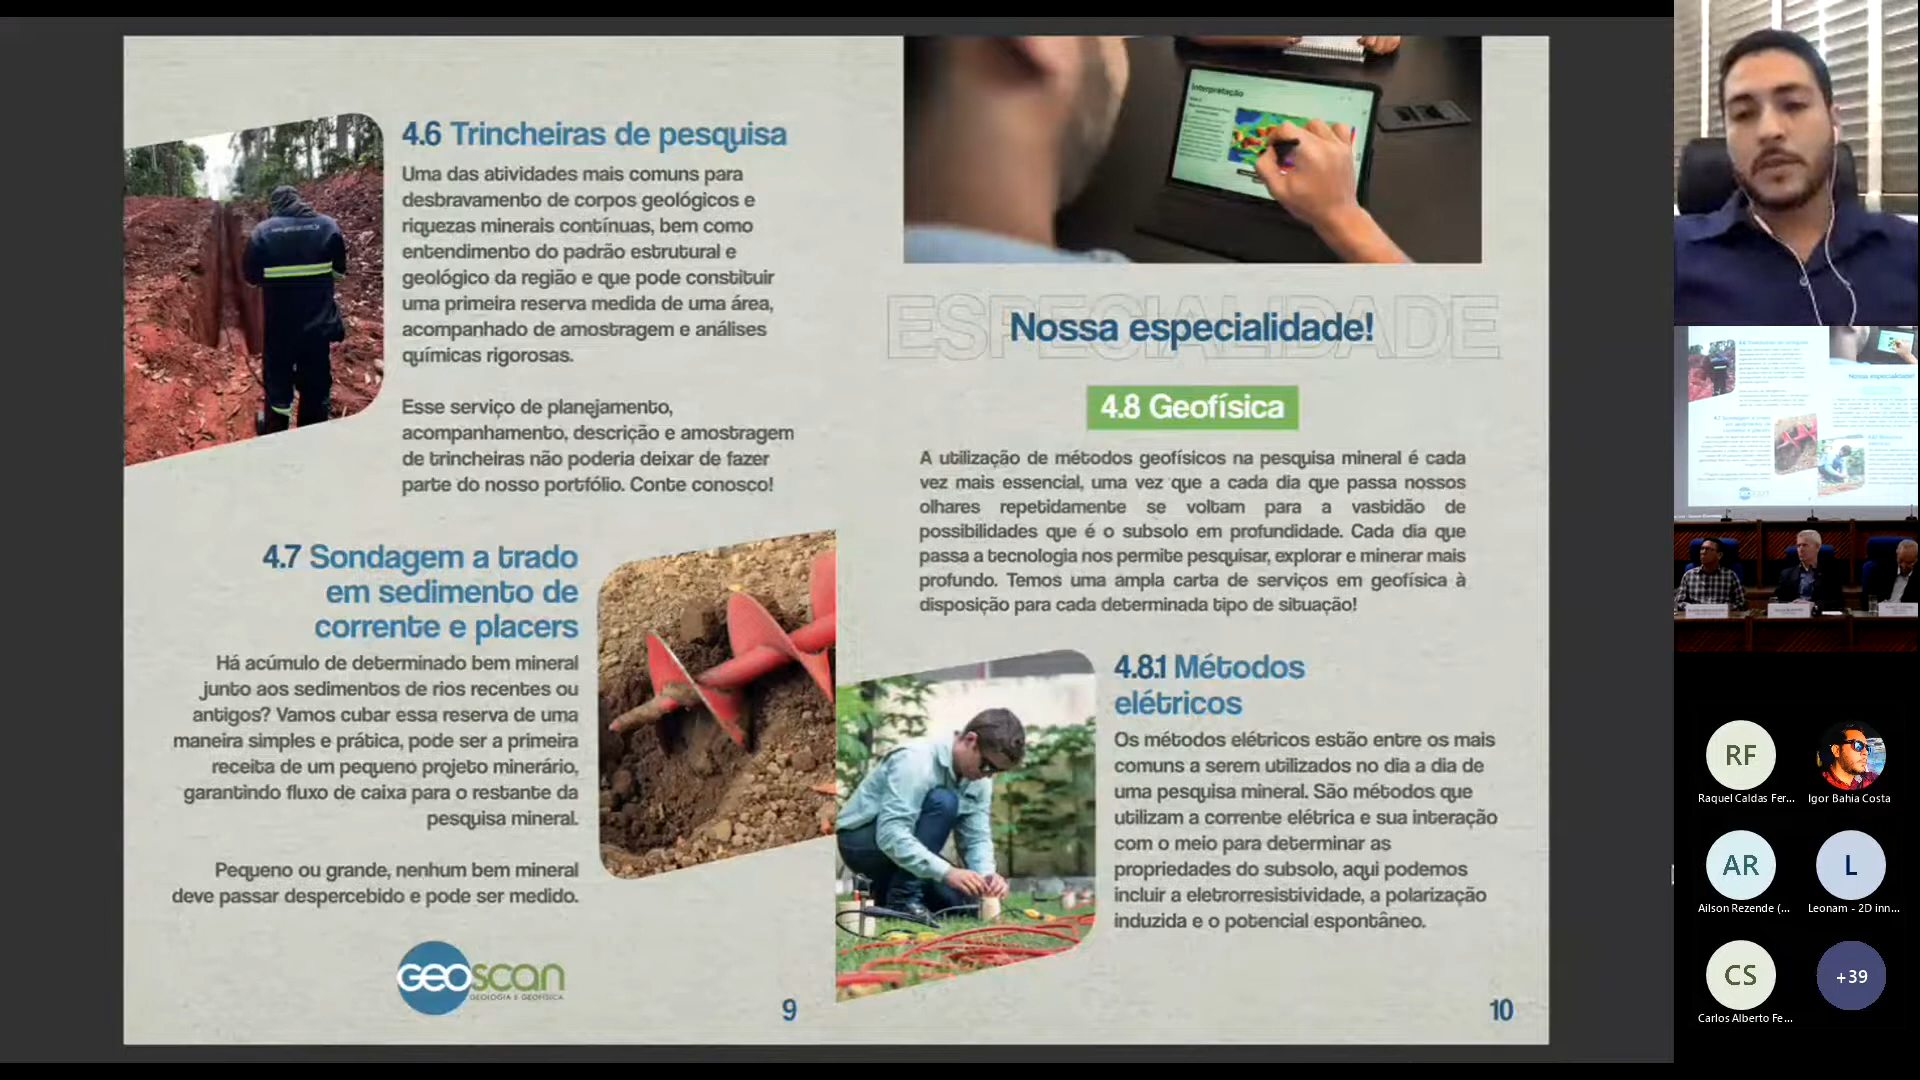 4.6 Trincheiras de pesquisa
Uma das atividades mais comuns para
desbravamento de corpos geológicos e
riquezas minerais contínuas, bem como
entendimento do padrão estrutural e
geológico da região e que pode constituir
uma primeira reserva medida de uma área,
acompanhado de amostragem e análises
químicas rigorosas.
Esse serviço de planejamento,
acompanhamento, descrição e amostragem
de trincheiras não poderia deixar de fazer
parte do nosso portfólio. Conte conosco!
4.7 Sondagem a trado
em sedimento de
corrente e placers
Há acúmulo de determinado bem mineral
junto aos sedimentos de rios recentes ou
antigos? Vamos cubar essa reserva de uma
maneira simples e prática, pode ser a primeira
receita de um pequeno projeto minerário,
garantindo fluxo de caixa para o restante da
pesquisa mineral.
Pequeno ou grande, nenhum bem mineral
deve passar despercebido e pode ser medido.
GEOSCAN
GEOLOGIA E GEOFÍSICA
9
Interpretação
ESPECIALIDADE
Nossa especialidade!
4.8 Geofísica
A utilização de métodos geofísicos na pesquisa mineral é cada
vez mais essencial, uma vez que a cada dia que passa nossos
olhares repetidamente se voltam para a vastidão de
possibilidades que é o subsolo em profundidade. Cada dia que
passa a tecnologia nos permite pesquisar, explorar e minerar mais
profundo. Temos uma ampla carta de serviços em geofísica à
disposição para cada determinada tipo de situação!
4.8.1 Métodos
elétricos
Os métodos elétricos estão entre os mais
comuns a serem utilizados no dia a dia de
uma pesquisa mineral. São métodos que
utilizam a corrente elétrica e sua interação
com o meio para determinar as
propriedades do subsolo, aqui podemos
incluir a eletrorresistividade, a polarização
induzida e o potencial espontâneo.
10
RF
Raquel Caldas Fer...
Igor Bahia Costa
AR
Ailson Rezende (...
L
Leonam - 2D inn...
CS
Carlos Alberto Fe...
+39